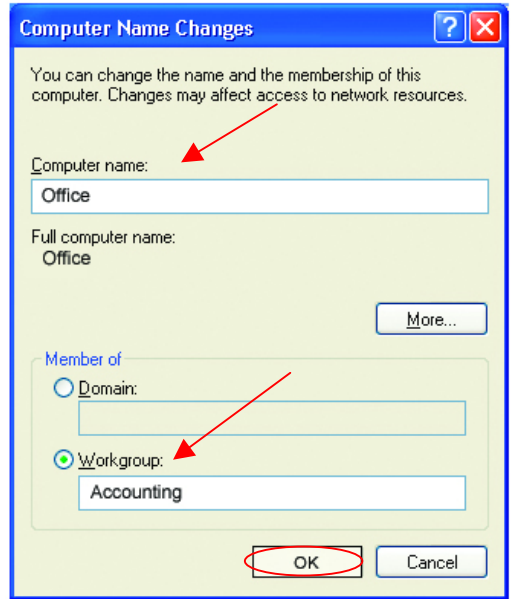 Computer Name Changes
You can change the name and the membership of this
computer. Changes may affect access to network resources.
Computer name:
Office
Full computer name:
Office
More...
Member of
Domain:
Workgroup:
Accounting
OK Cancel